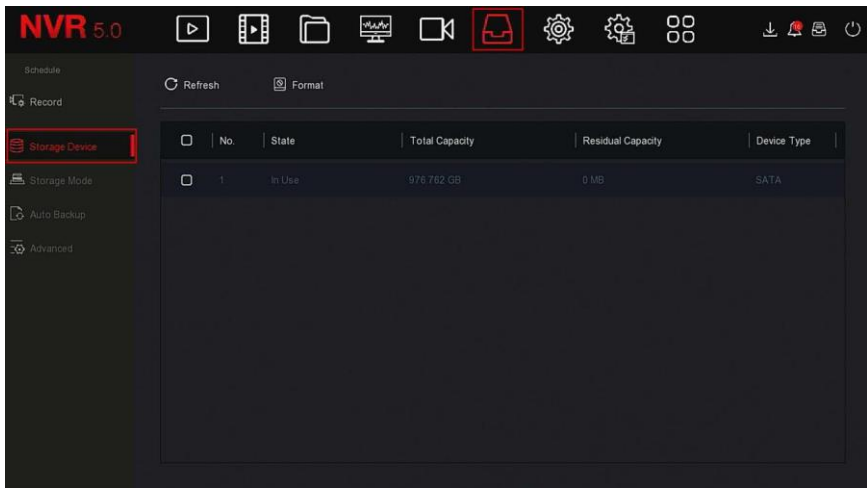 NVR 5.0
Schedule
Record
Storage Device
Storage Mode
Auto Backup
Advanced
Refresh Format
No. State Total Capacity Residual Capacity Device Type
1 In Use 976 762 GB 0 MB SATA